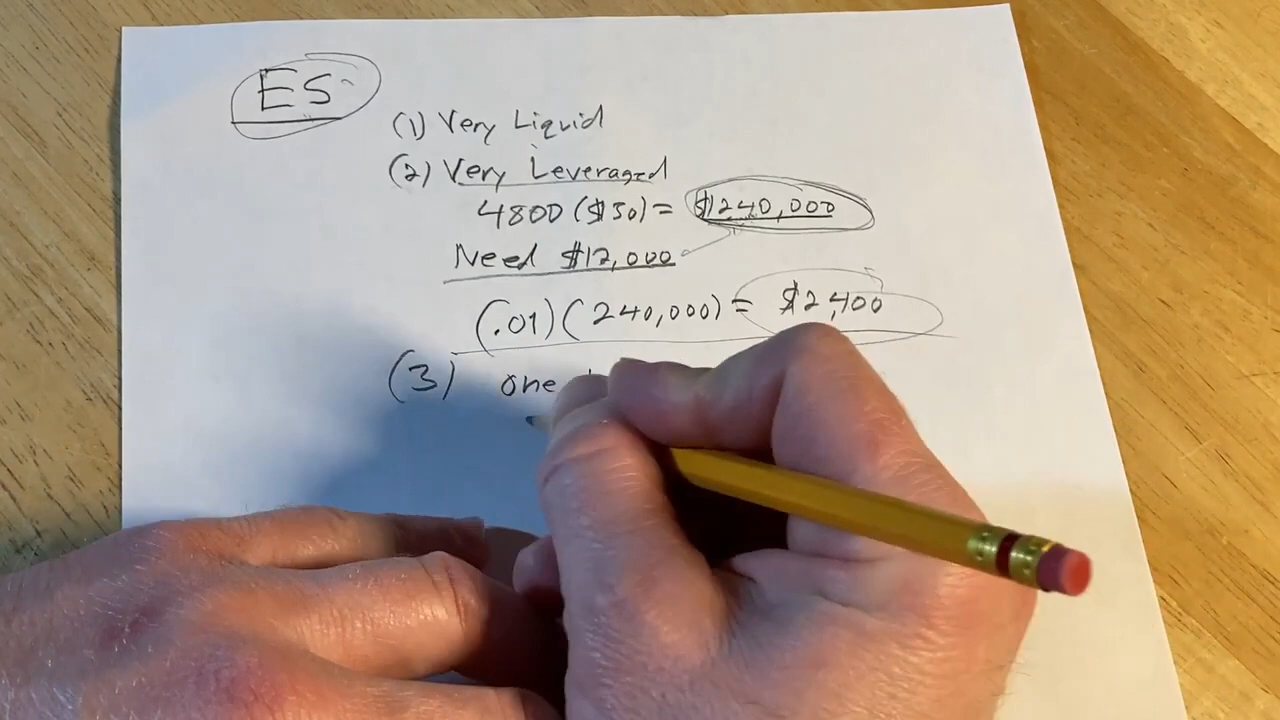 ES
(1) Very Liquid
(2) Very Leveraged
4800 ($50) = $240,000
Need $12,000
(.01)(240,000) = $2,400
(3) one